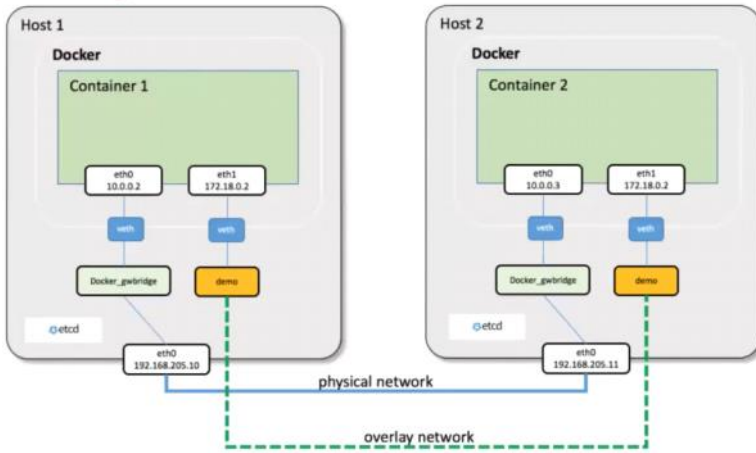 Host 1
Docker
Container 1
eth0
10.0.0.2
eth1
172.18.0.2
veth
veth
Docker_gwbridge
demo
etcd
eth0
192.168.205.10
Host 2
Docker
Container 2
eth0
10.0.0.3
eth1
172.18.0.2
veth
veth
Docker_gwbridge
demo
etcd
eth0
192.168.205.11
physical network
overlay network